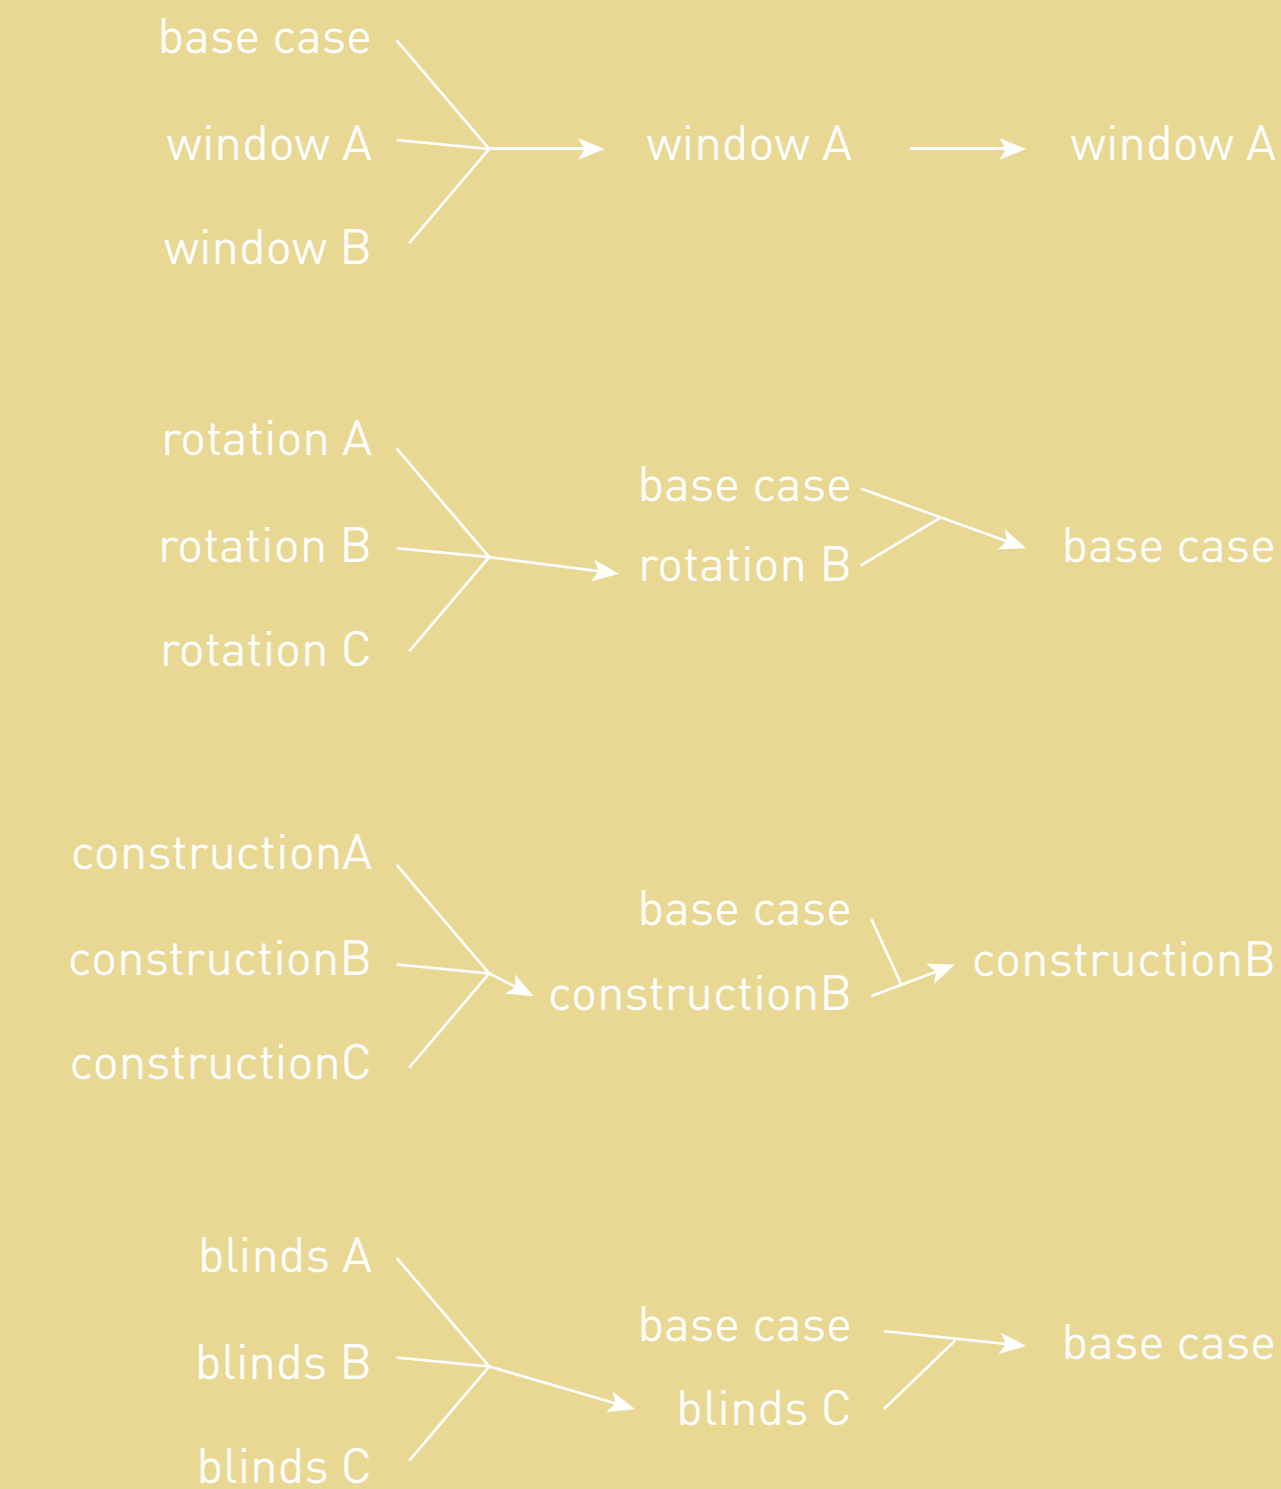 base case
window A
window B
window A
window A
rotation A
rotation B
rotation C
base case
rotation B
base case
constructionA
constructionB
constructionC
base case
constructionB
constructionB
blinds A
blinds B
blinds C
base case
blinds C
base case